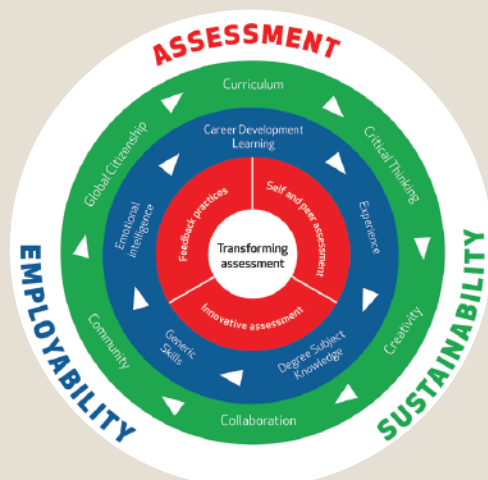 ASSESSMENT
SUSTAINABILITY
EMPLOYABILITY
Curriculum
Critical Thinking
Creativity
Collaboration
Community
Global Citizenship
Career Development
Learning
Experience
Degree Subject
Knowledge
Generic
Skills
Emotional
intelligence
Self and peer assessment
Innovative assessment
Feedback practices
Transforming
assessment